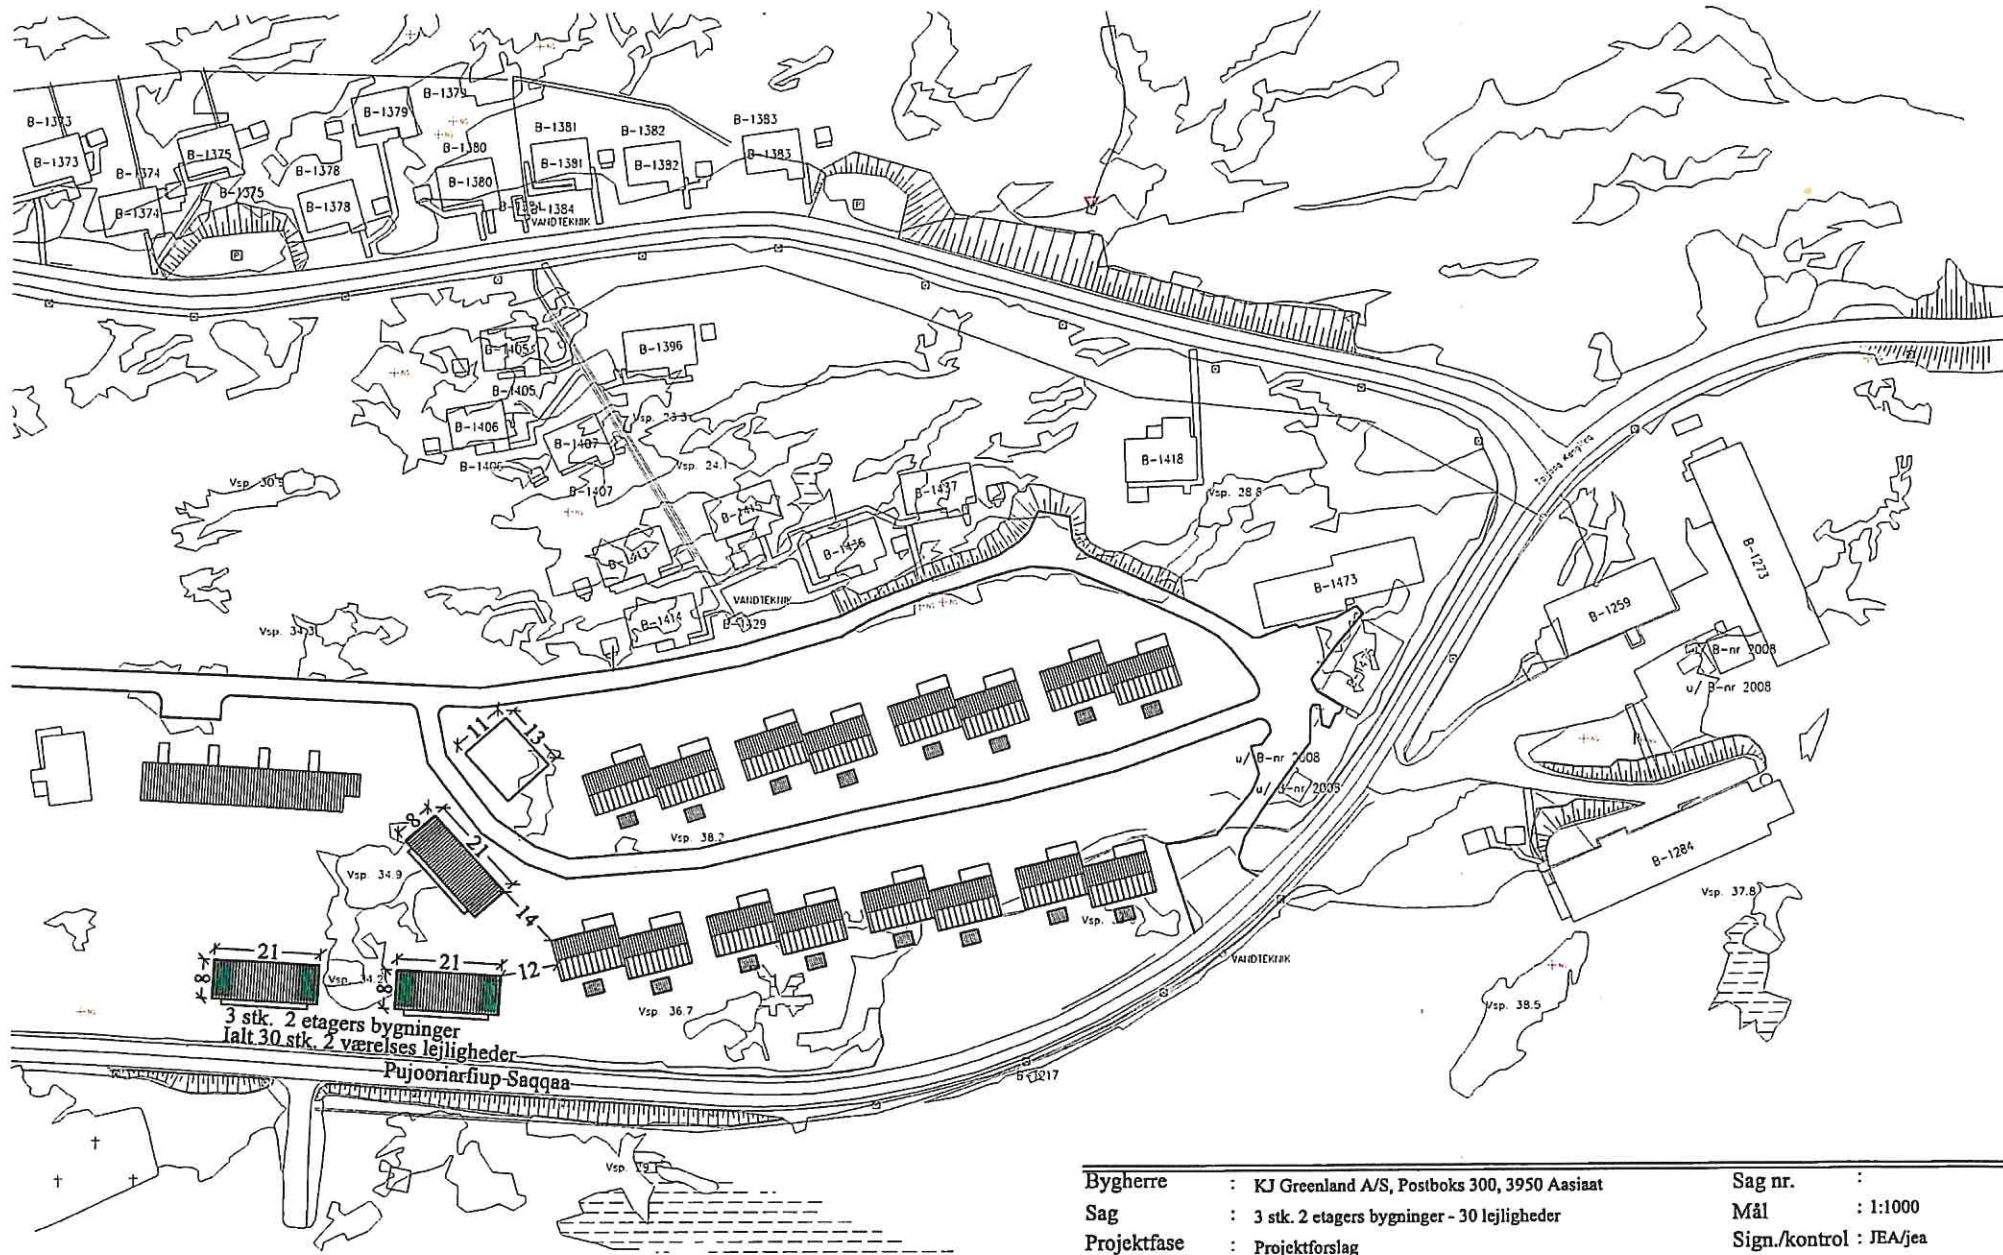 B-1373
B-1373
B-1374
B-1374
B-1375
B-1375
B-1378
B-1378
B-1379
B-1379
B-1380
B-1380
B-1381
B-1381
B-1382
B-1382
B-1383
B-1383
B-1384
VANDTEKNIK
P
P
B-1405
B-1405
B-1396
B-1406
B-1407
B-1407
Vsp. 23.3
Vsp. 24.1
B-1418
Vsp. 28.8
B-1415
B-1437
B-1436
B-1414
B-1429
VANDTEKNIK
Vsp. 34.3
B-1473
B-1259
B-1273
B-nr 2008
u/ B-nr 2008
u/ B-nr 2008
u/ B-nr 2008
B-1284
Vsp. 37.8
Vsp. 38.5
11
13
8
21
14
12
21
8
21
8
Vsp. 38.2
Vsp. 34.9
Vsp. 36.7
VANDTEKNIK
3 stk. 2 etagers bygninger
Ialt 30 stk. 2 værelses lejligheder
Pujooriarfiup Saqqaa
B-1217
Bygherre : KJ Greenland A/S, Postboks 300, 3950 Aasiaat
Sag nr. :
Sag : 3 stk. 2 etagers bygninger - 30 lejligheder
Mål : 1:1000
Projektfase : Projektforslag
Sign./kontrol : JEA/jea